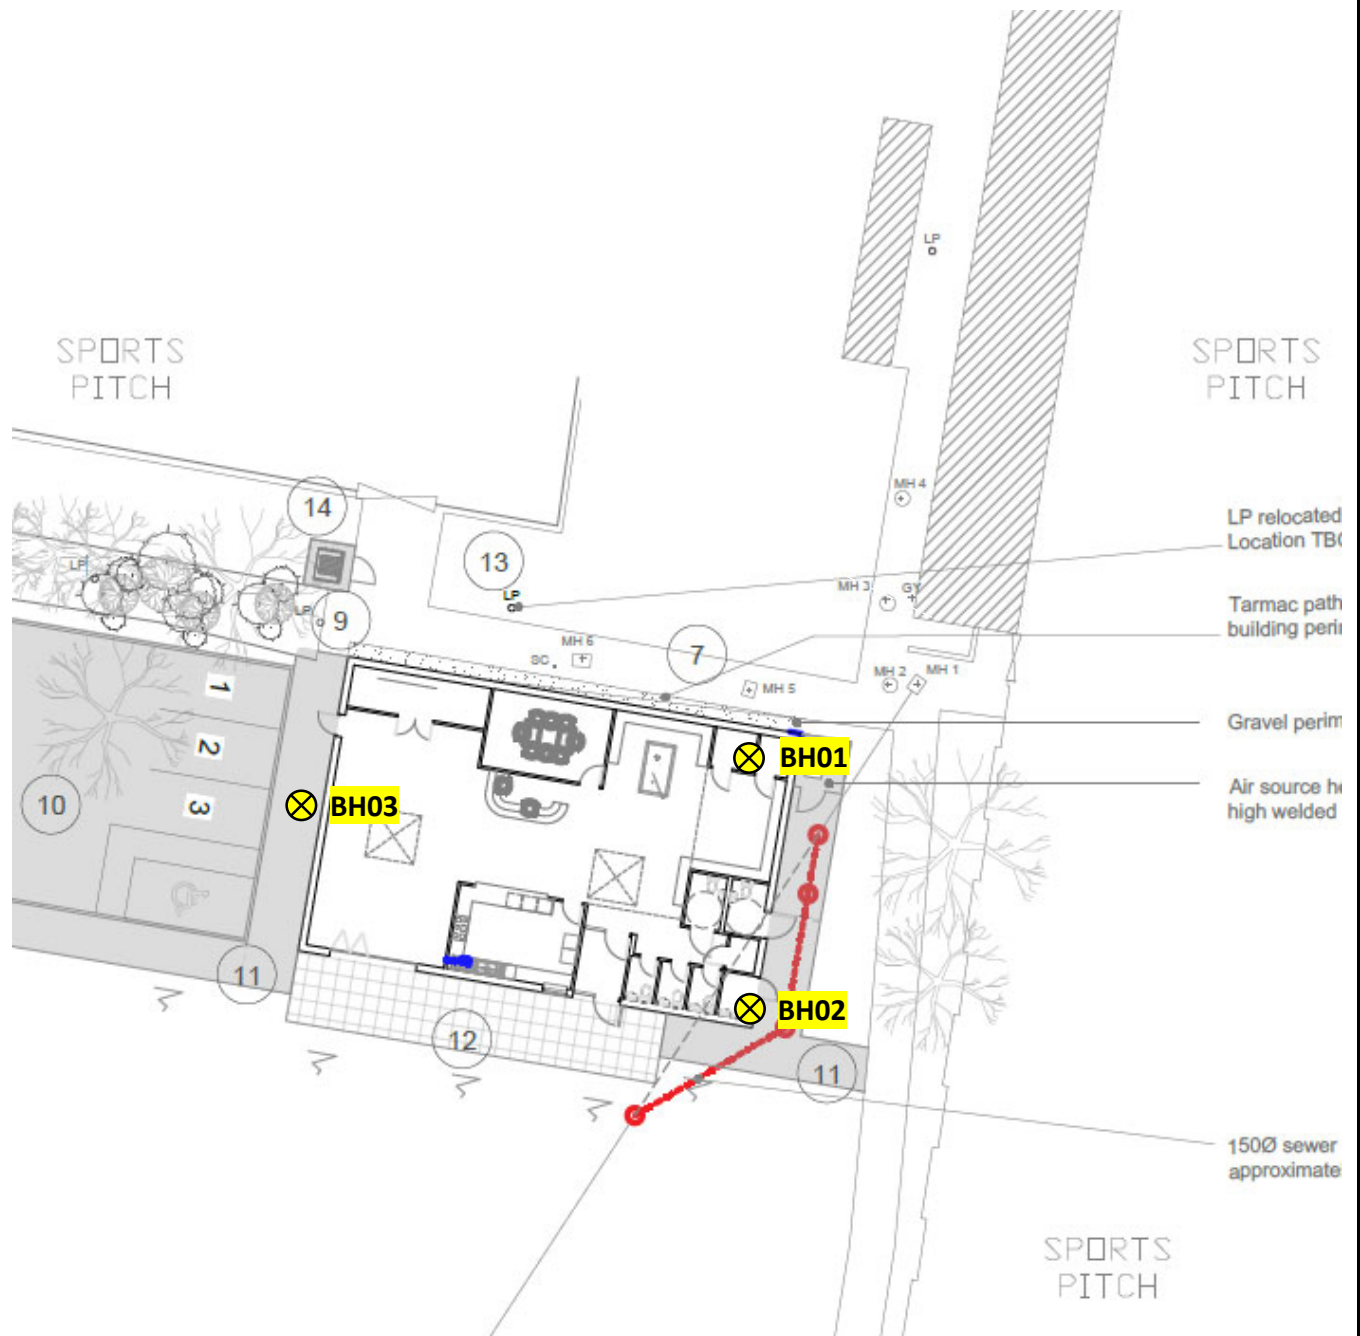 LP
SPORTS
PITCH
SPORTS
PITCH
MH 4
14
LP relocated
Location TB
13
LP
MH 3
GY
LP
Tarmac path
building peri
LP
9
MH 6
SC
7
MH 2
MH 1
MH 5
1
Gravel perim
2
BH01
Air source h
high welded
10
3
BH03
11
BH02
12
11
150Ø sewer
approximate
SPORTS
PITCH